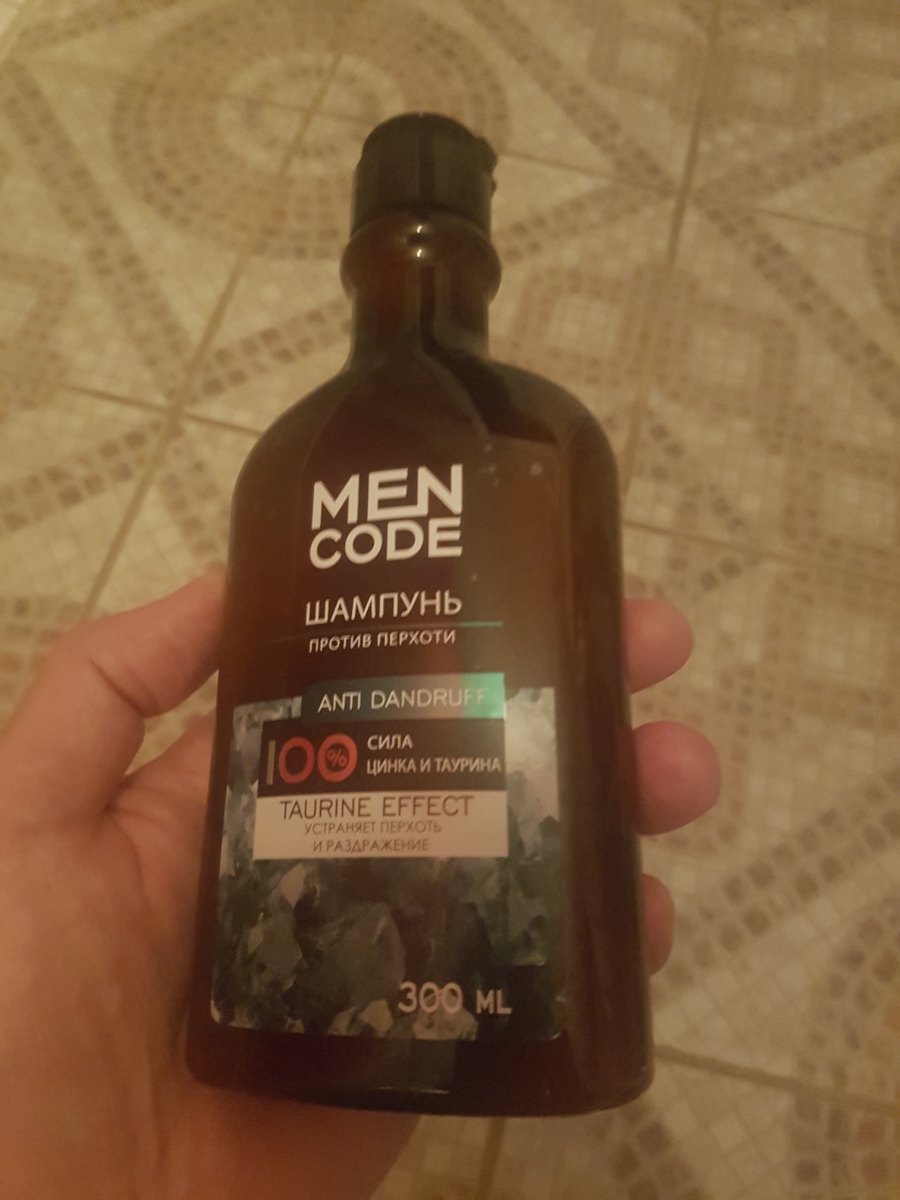 MEN
CODE
ШАМПУНЬ
ПРОТИВ ПЕРХОТИ
ANTI DANDRUFF
100% СИЛА
ЦИНКА И ТАУРИНА
TAURINE EFFECT
УСТРАНЯЕТ ПЕРХОТЬ
И РАЗДРАЖЕНИЕ
300 ML